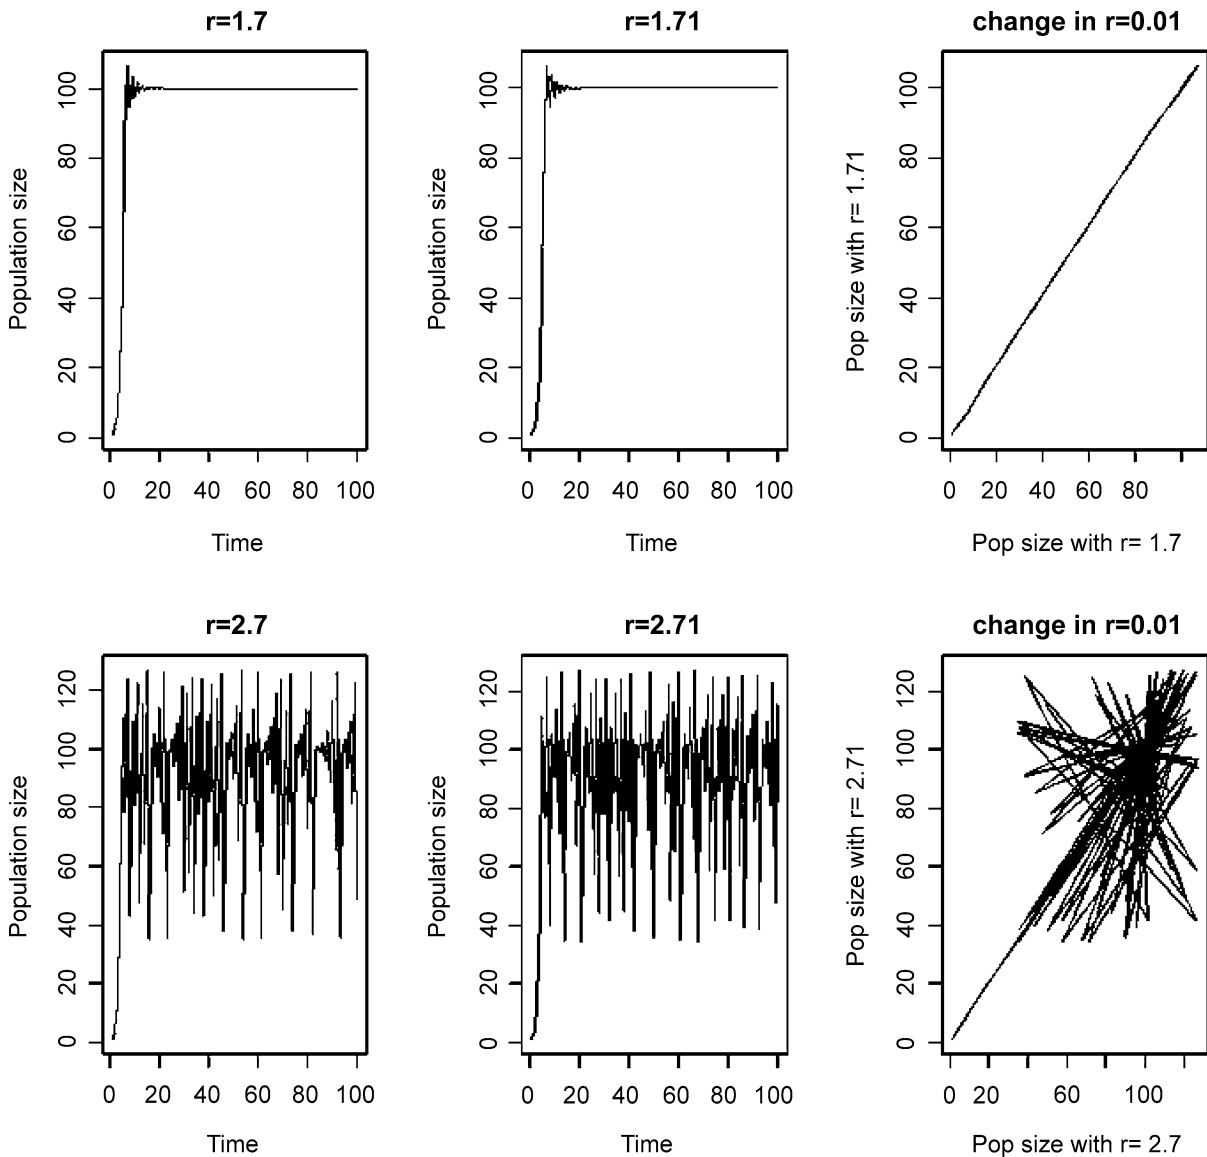 r=1.7
r=1.71
change in r=0.01
Population size
0 20 40 60 80 100
0 20 40 60 80 100
Time
Population size
0 20 40 60 80 100
0 20 40 60 80 100
Time
Pop size with r= 1.71
0 20 40 60 80 100
0 20 40 60 80
Pop size with r= 1.7
r=2.7
r=2.71
change in r=0.01
Population size
0 20 40 60 80 100 120
0 20 40 60 80 100
Time
Population size
0 20 40 60 80 100 120
0 20 40 60 80 100
Time
Pop size with r= 2.71
0 20 40 60 80 100 120
0 20 60 100
Pop size with r= 2.7